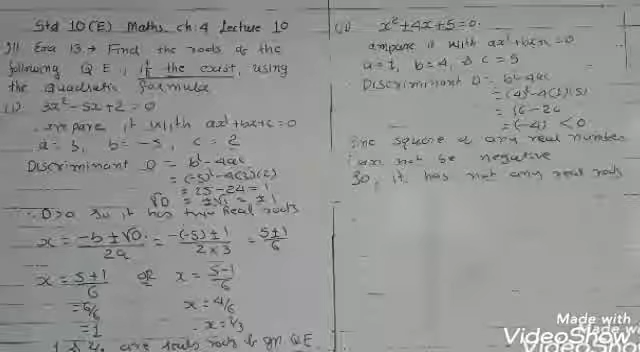 Std 10 (E) Maths ch:4 Lecture 10
Exa 13 → Find the roots of the
following Q E, if the exist, using
the quadratic formula
(i) 3x² - 5x + 2 = 0
it with ax² + bx + c = 0
a = 3, b = -5, c = 2
Discriminant D = b² - 4ac
= (-5)² - 4(3)(2)
= 25 - 24 = 1
√D = ±√1 = ±1
∴ D>0 so it has two Real roots
x = -b ± √D / 2a = -(-5) ± 1 / 2 × 3 = 5 ± 1 / 6
x = 5+1 / 6 OR x = 5-1 / 6
= 6/6 x = 4/6
= 1 x = 2/3
are roots of gn QE
x² + 4x + 5 = 0.
it with ax² + bx + c = 0
a = 1, b = 4, & c = 5
Discriminant D = b² - 4ac
= (4)² - 4(1)(5)
= 16 - 20
= (-4) < 0
square of any real number
can not be negative
So, it has not any real roots
Made with
VideoShow